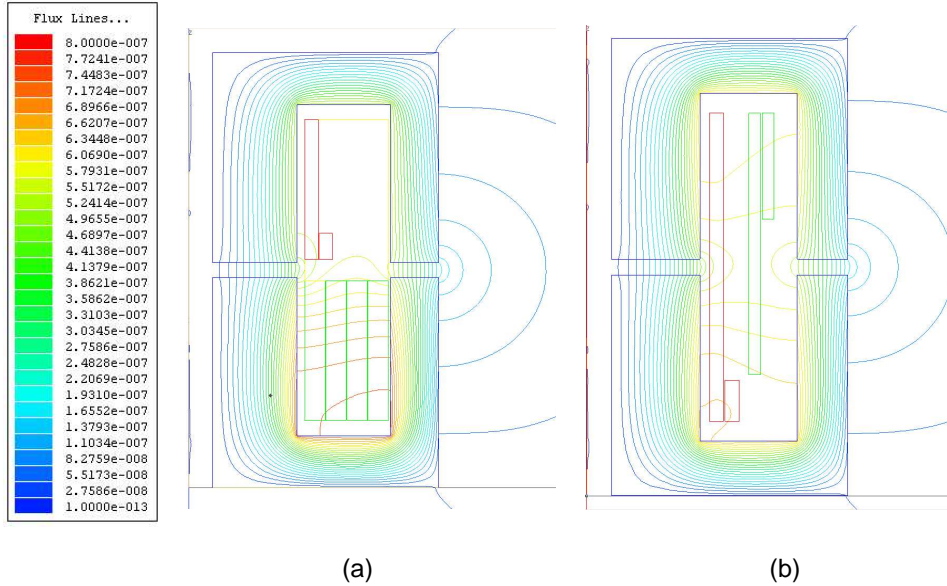 Flux Lines...
8.0000e-007
7.7241e-007
7.4483e-007
7.1724e-007
6.8966e-007
6.6207e-007
6.3448e-007
6.0690e-007
5.7931e-007
5.5172e-007
5.2414e-007
4.9655e-007
4.6897e-007
4.4138e-007
4.1379e-007
3.8621e-007
3.5862e-007
3.3103e-007
3.0345e-007
2.7586e-007
2.4828e-007
2.2069e-007
1.9310e-007
1.6552e-007
1.3793e-007
1.1034e-007
8.2759e-008
5.5173e-008
2.7586e-008
1.0000e-013
(a)
(b)